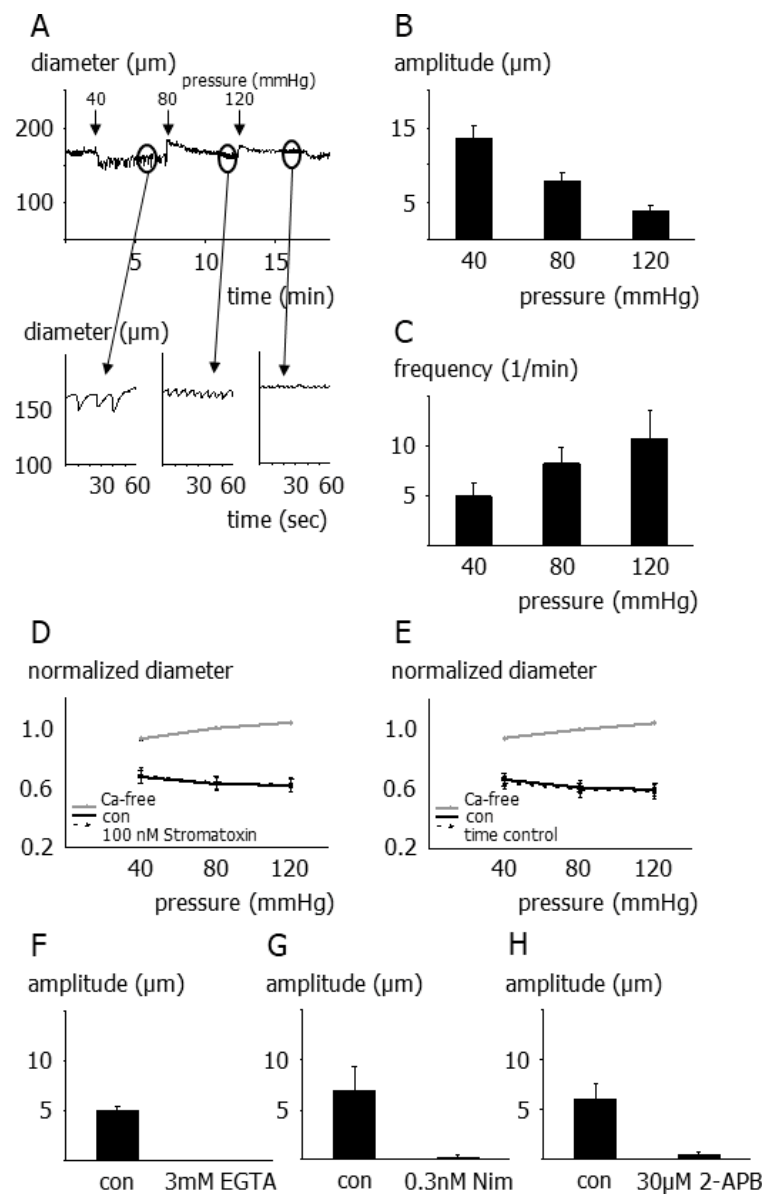 A
diameter (µm)
pressure (mmHg)
40 80 120
200
100
5 10 15
time (min)
diameter (µm)
150
100
30 60 30 60 30 60
time (sec)
B
amplitude (µm)
15
5
40 80 120
pressure (mmHg)
C
frequency (1/min)
10
5
40 80 120
pressure (mmHg)
D
normalized diameter
1.0
0.6
0.2
Ca-free
con
100 nM Stromatoxin
40 80 120
pressure (mmHg)
E
normalized diameter
1.0
0.6
0.2
Ca-free
con
time control
40 80 120
pressure (mmHg)
F
amplitude (µm)
10
5
con 3mM EGTA
G
amplitude (µm)
10
5
con 0.3nM Nim
H
amplitude (µm)
10
5
con 30µM 2-APB